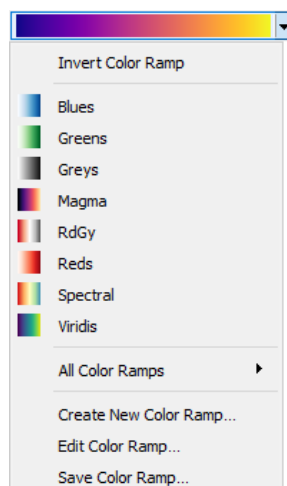 Invert Color Ramp
Blues
Greens
Greys
Magma
RdGy
Reds
Spectral
Viridis
All Color Ramps
Create New Color Ramp...
Edit Color Ramp...
Save Color Ramp...